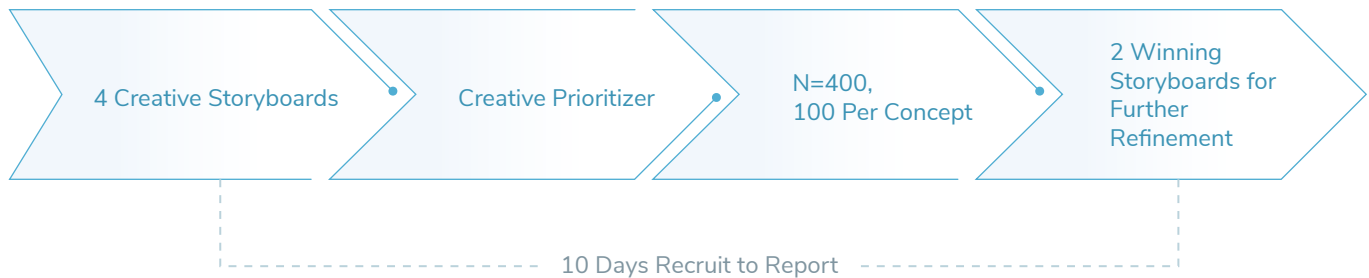 4 Creative Storyboards
Creative Prioritizer
N=400,
100 Per Concept
2 Winning
Storyboards for
Further
Refinement
10 Days Recruit to Report